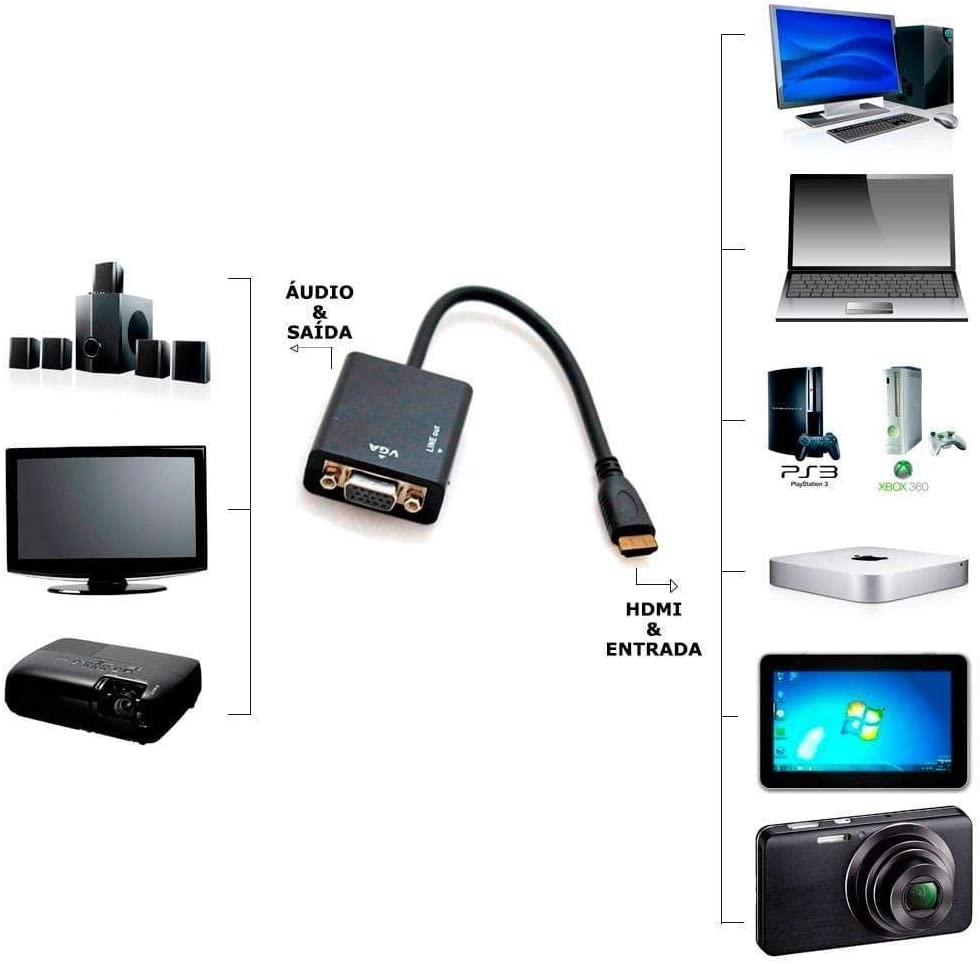 ÁUDIO
&
SAÍDA
VGA
LINE out
HDMI
&
ENTRADA
PS3
PlayStation 3
XBOX 360